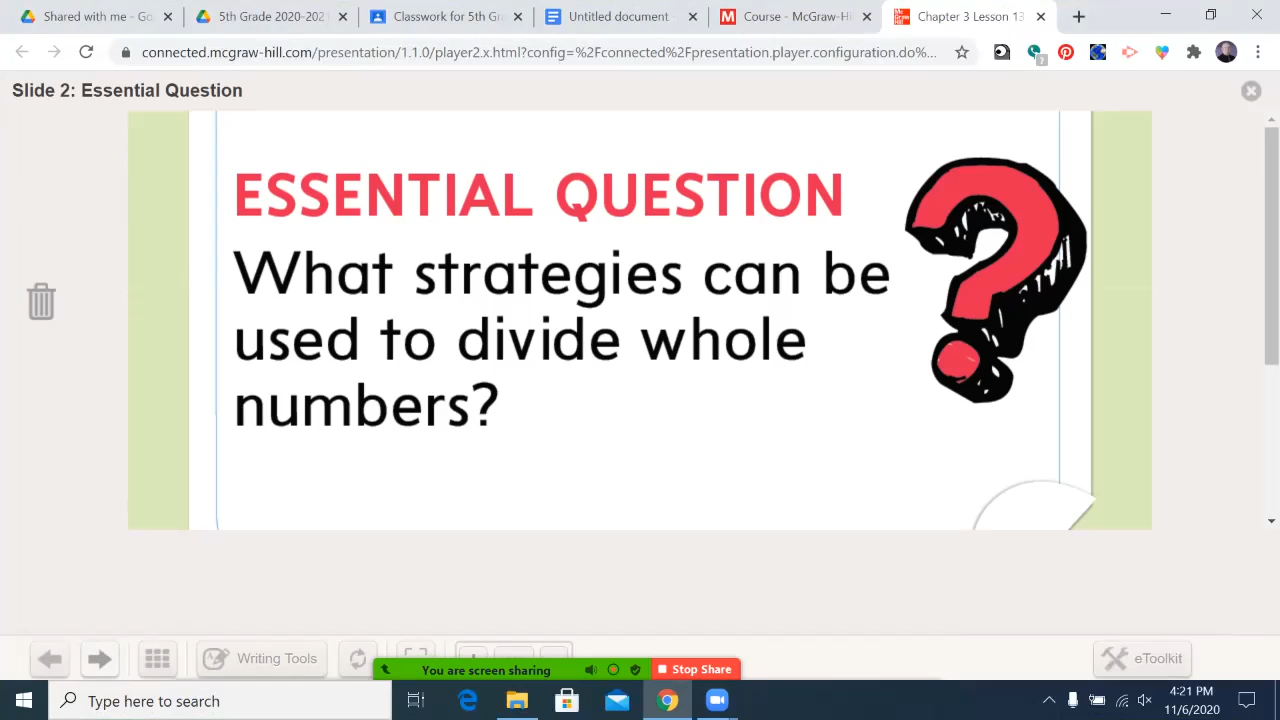 Shared with me - Go
5th Grade 2020-2021
Classwork for 5th G
Untitled document
Course - McGraw-Hi
Chapter 3 Lesson 13
connected.mcgraw-hill.com/presentation/1.1.0/player2.x.html?config=%2Fconnected%2Fpresentation.player.configuration.do%...
Slide 2: Essential Question
ESSENTIAL QUESTION
What strategies can be
used to divide whole
numbers?
Writing Tools
eToolkit
You are screen sharing
Stop Share
Type here to search
4:21 PM
11/6/2020